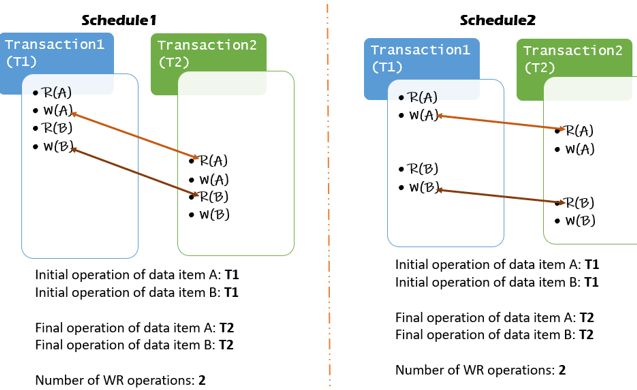 Schedule1
Transaction1
(T1)
Transaction2
(T2)
• R(A)
• W(A)
• R(B)
• W(B)
• R(A)
• W(A)
• R(B)
• W(B)
Initial operation of data item A: T1
Initial operation of data item B: T1
Final operation of data item A: T2
Final operation of data item B: T2
Number of WR operations: 2
Schedule2
Transaction1
(T1)
Transaction2
(T2)
• R(A)
• W(A)
• R(A)
• W(A)
• R(B)
• W(B)
• R(B)
• W(B)
Initial operation of data item A: T1
Initial operation of data item B: T1
Final operation of data item A: T2
Final operation of data item B: T2
Number of WR operations: 2